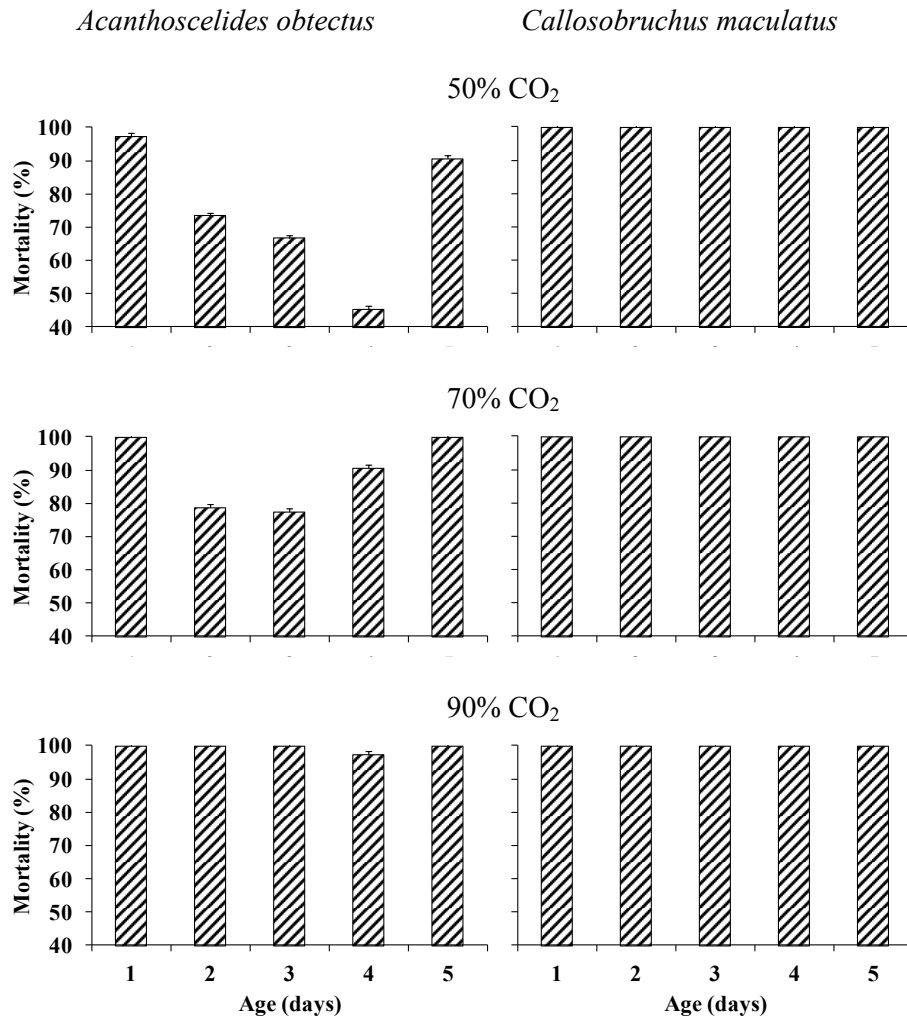 Acanthoscelides obtectus Callosobruchus maculatus
50% CO₂
Mortality (%)
100
90
80
70
60
50
40
70% CO₂
Mortality (%)
100
90
80
70
60
50
40
90% CO₂
Mortality (%)
100
90
80
70
60
50
40
1 2 3 4 5 1 2 3 4 5
Age (days) Age (days)